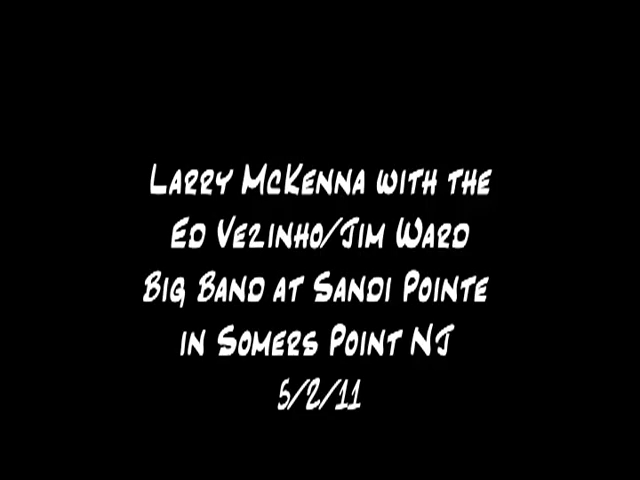 Larry McKenna with the
Ed Vezinho/Jim Ward
Big Band at Sandi Pointe
in Somers Point NJ
5/2/11